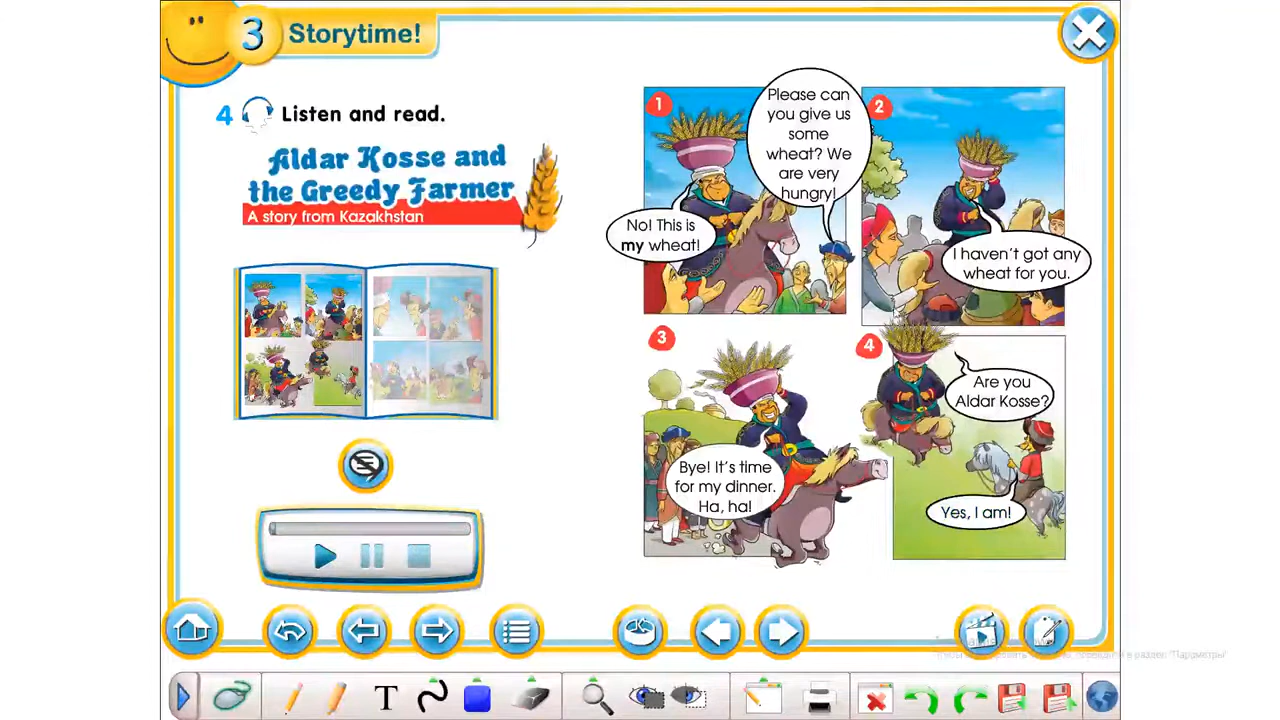 3 Storytime!
4 Listen and read.
Aldar Kosse and
the Greedy Farmer
A story from Kazakhstan
1
Please can
you give us
some
wheat? We
are very
hungry!
No! This is
my wheat!
2
I haven't got any
wheat for you.
3
Bye! It's time
for my dinner.
Ha, ha!
4
Are you
Aldar Kosse?
Yes, I am!
раздел "Параметры"
T